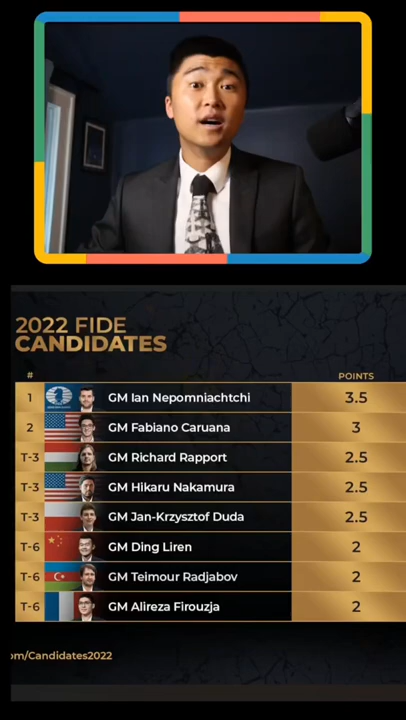 2022 FIDE
CANDIDATES
# POINTS
1 GM Ian Nepomniachtchi 3.5
2 GM Fabiano Caruana 3
T-3 GM Richard Rapport 2.5
T-3 GM Hikaru Nakamura 2.5
T-3 GM Jan-Krzysztof Duda 2.5
T-6 GM Ding Liren 2
T-6 GM Teimour Radjabov 2
T-6 GM Alireza Firouzja 2
om/Candidates2022